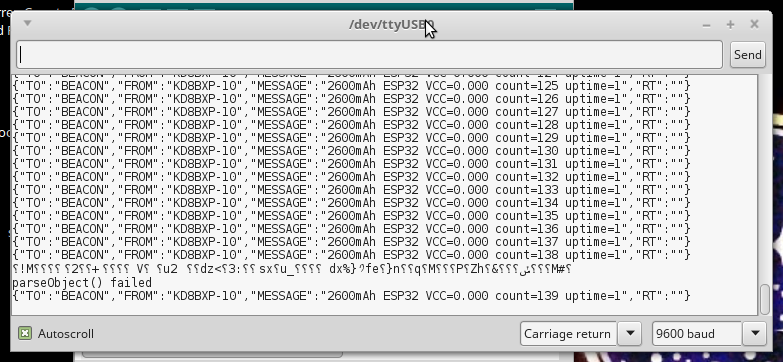 /dev/ttyUSB0
Send
{"TO":"BEACON","FROM":"KD8BXP-10","MESSAGE":"2600mAh ESP32 VCC=0.000 count=125 uptime=1","RT":""}
{"TO":"BEACON","FROM":"KD8BXP-10","MESSAGE":"2600mAh ESP32 VCC=0.000 count=126 uptime=1","RT":""}
{"TO":"BEACON","FROM":"KD8BXP-10","MESSAGE":"2600mAh ESP32 VCC=0.000 count=127 uptime=1","RT":""}
{"TO":"BEACON","FROM":"KD8BXP-10","MESSAGE":"2600mAh ESP32 VCC=0.000 count=128 uptime=1","RT":""}
{"TO":"BEACON","FROM":"KD8BXP-10","MESSAGE":"2600mAh ESP32 VCC=0.000 count=129 uptime=1","RT":""}
{"TO":"BEACON","FROM":"KD8BXP-10","MESSAGE":"2600mAh ESP32 VCC=0.000 count=130 uptime=1","RT":""}
{"TO":"BEACON","FROM":"KD8BXP-10","MESSAGE":"2600mAh ESP32 VCC=0.000 count=131 uptime=1","RT":""}
{"TO":"BEACON","FROM":"KD8BXP-10","MESSAGE":"2600mAh ESP32 VCC=0.000 count=132 uptime=1","RT":""}
{"TO":"BEACON","FROM":"KD8BXP-10","MESSAGE":"2600mAh ESP32 VCC=0.000 count=133 uptime=1","RT":""}
{"TO":"BEACON","FROM":"KD8BXP-10","MESSAGE":"2600mAh ESP32 VCC=0.000 count=134 uptime=1","RT":""}
{"TO":"BEACON","FROM":"KD8BXP-10","MESSAGE":"2600mAh ESP32 VCC=0.000 count=135 uptime=1","RT":""}
{"TO":"BEACON","FROM":"KD8BXP-10","MESSAGE":"2600mAh ESP32 VCC=0.000 count=136 uptime=1","RT":""}
{"TO":"BEACON","FROM":"KD8BXP-10","MESSAGE":"2600mAh ESP32 VCC=0.000 count=137 uptime=1","RT":""}
{"TO":"BEACON","FROM":"KD8BXP-10","MESSAGE":"2600mAh ESP32 VCC=0.000 count=138 uptime=1","RT":""}
parseObject() failed
{"TO":"BEACON","FROM":"KD8BXP-10","MESSAGE":"2600mAh ESP32 VCC=0.000 count=139 uptime=1","RT":""}
Autoscroll
Carriage return
9600 baud